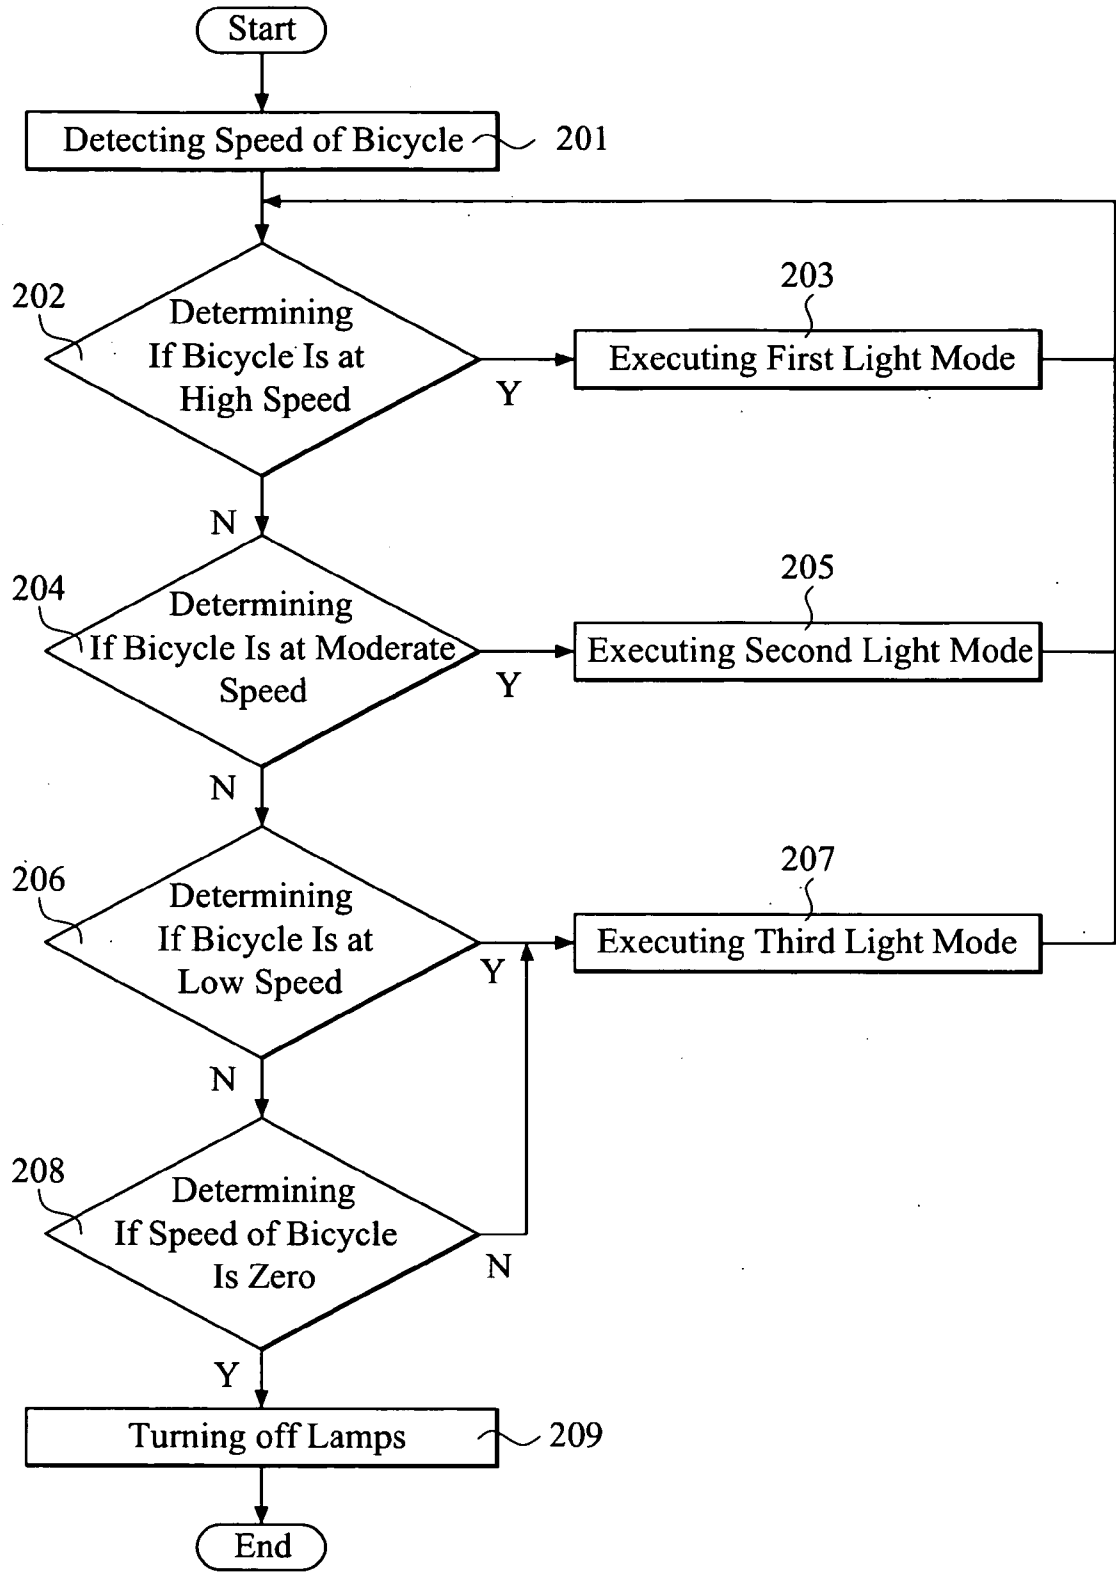 Start
Detecting Speed of Bicycle
201
203
202
Determining
If Bicycle Is at
High Speed
Y
Executing First Light Mode
N
205
204
Determining
If Bicycle Is at Moderate
Speed
Y
Executing Second Light Mode
N
207
206
Determining
If Bicycle Is at
Low Speed
Y
Executing Third Light Mode
N
208
Determining
If Speed of Bicycle
Is Zero
N
Y
Turning off Lamps
209
End